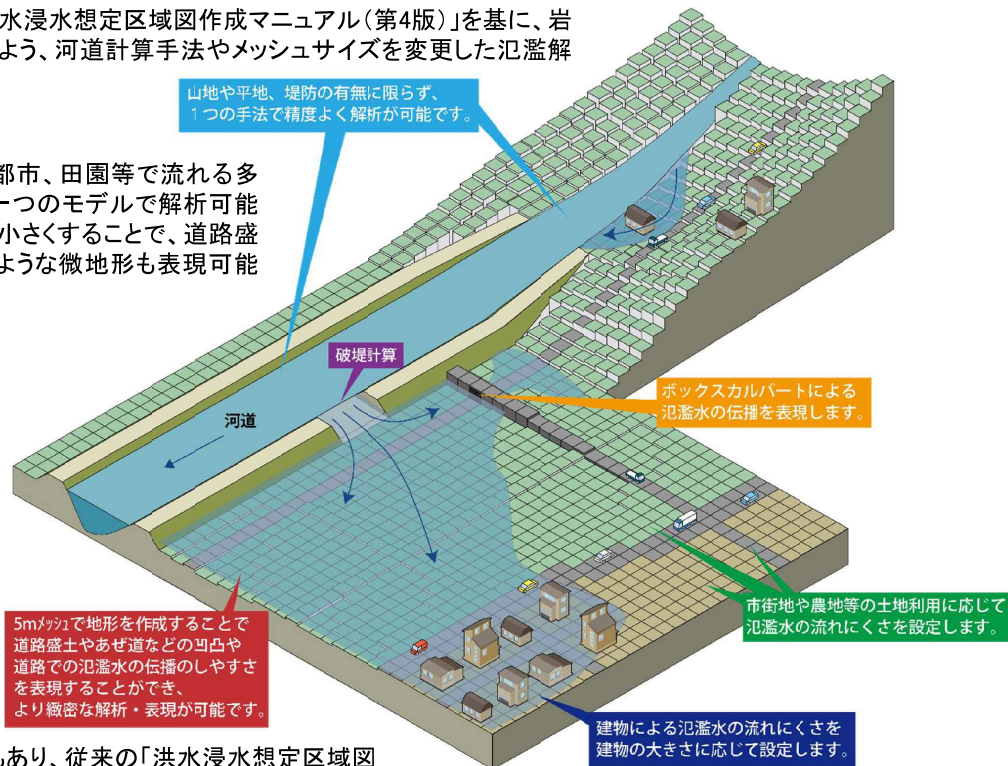 水浸水想定区域図作成マニュアル(第4版)」を基に、岩
よう、河道計算手法やメッシュサイズを変更した氾濫解
山地や平地、堤防の有無に限らず、
１つの手法で精度よく解析が可能です。
都市、田園等で流れる多
一つのモデルで解析可能
小さくすることで、道路盛
ような微地形も表現可能
破堤計算
河道
ボックスカルバートによる
氾濫水の伝播を表現します。
市街地や農地等の土地利用に応じて
氾濫水の流れにくさを設定します。
5mメッシュで地形を作成することで
道路盛土やあぜ道などの凹凸や
道路での氾濫水の伝播のしやすさ
を表現することができ、
より緻密な解析・表現が可能です。
建物による氾濫水の流れにくさを
建物の大きさに応じて設定します。
もあり、従来の「洪水浸水想定区域図